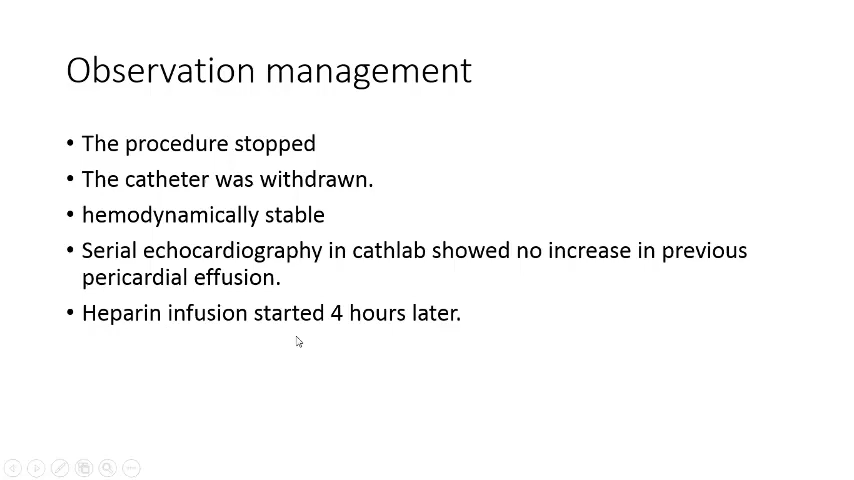 Observation management
• The procedure stopped
• The catheter was withdrawn.
• hemodynamically stable
• Serial echocardiography in cathlab showed no increase in previous
pericardial effusion.
• Heparin infusion started 4 hours later.